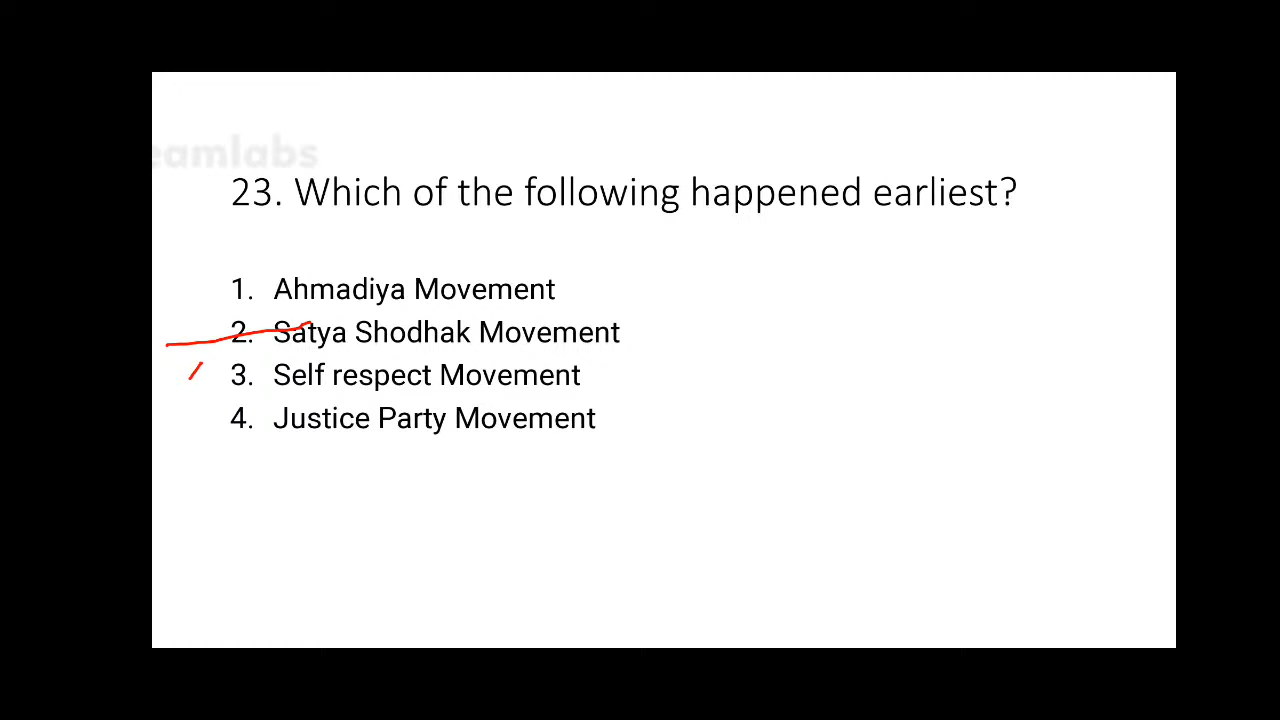 eamlabs
23. Which of the following happened earliest?
1. Ahmadiya Movement
2. Satya Shodhak Movement
3. Self respect Movement
4. Justice Party Movement